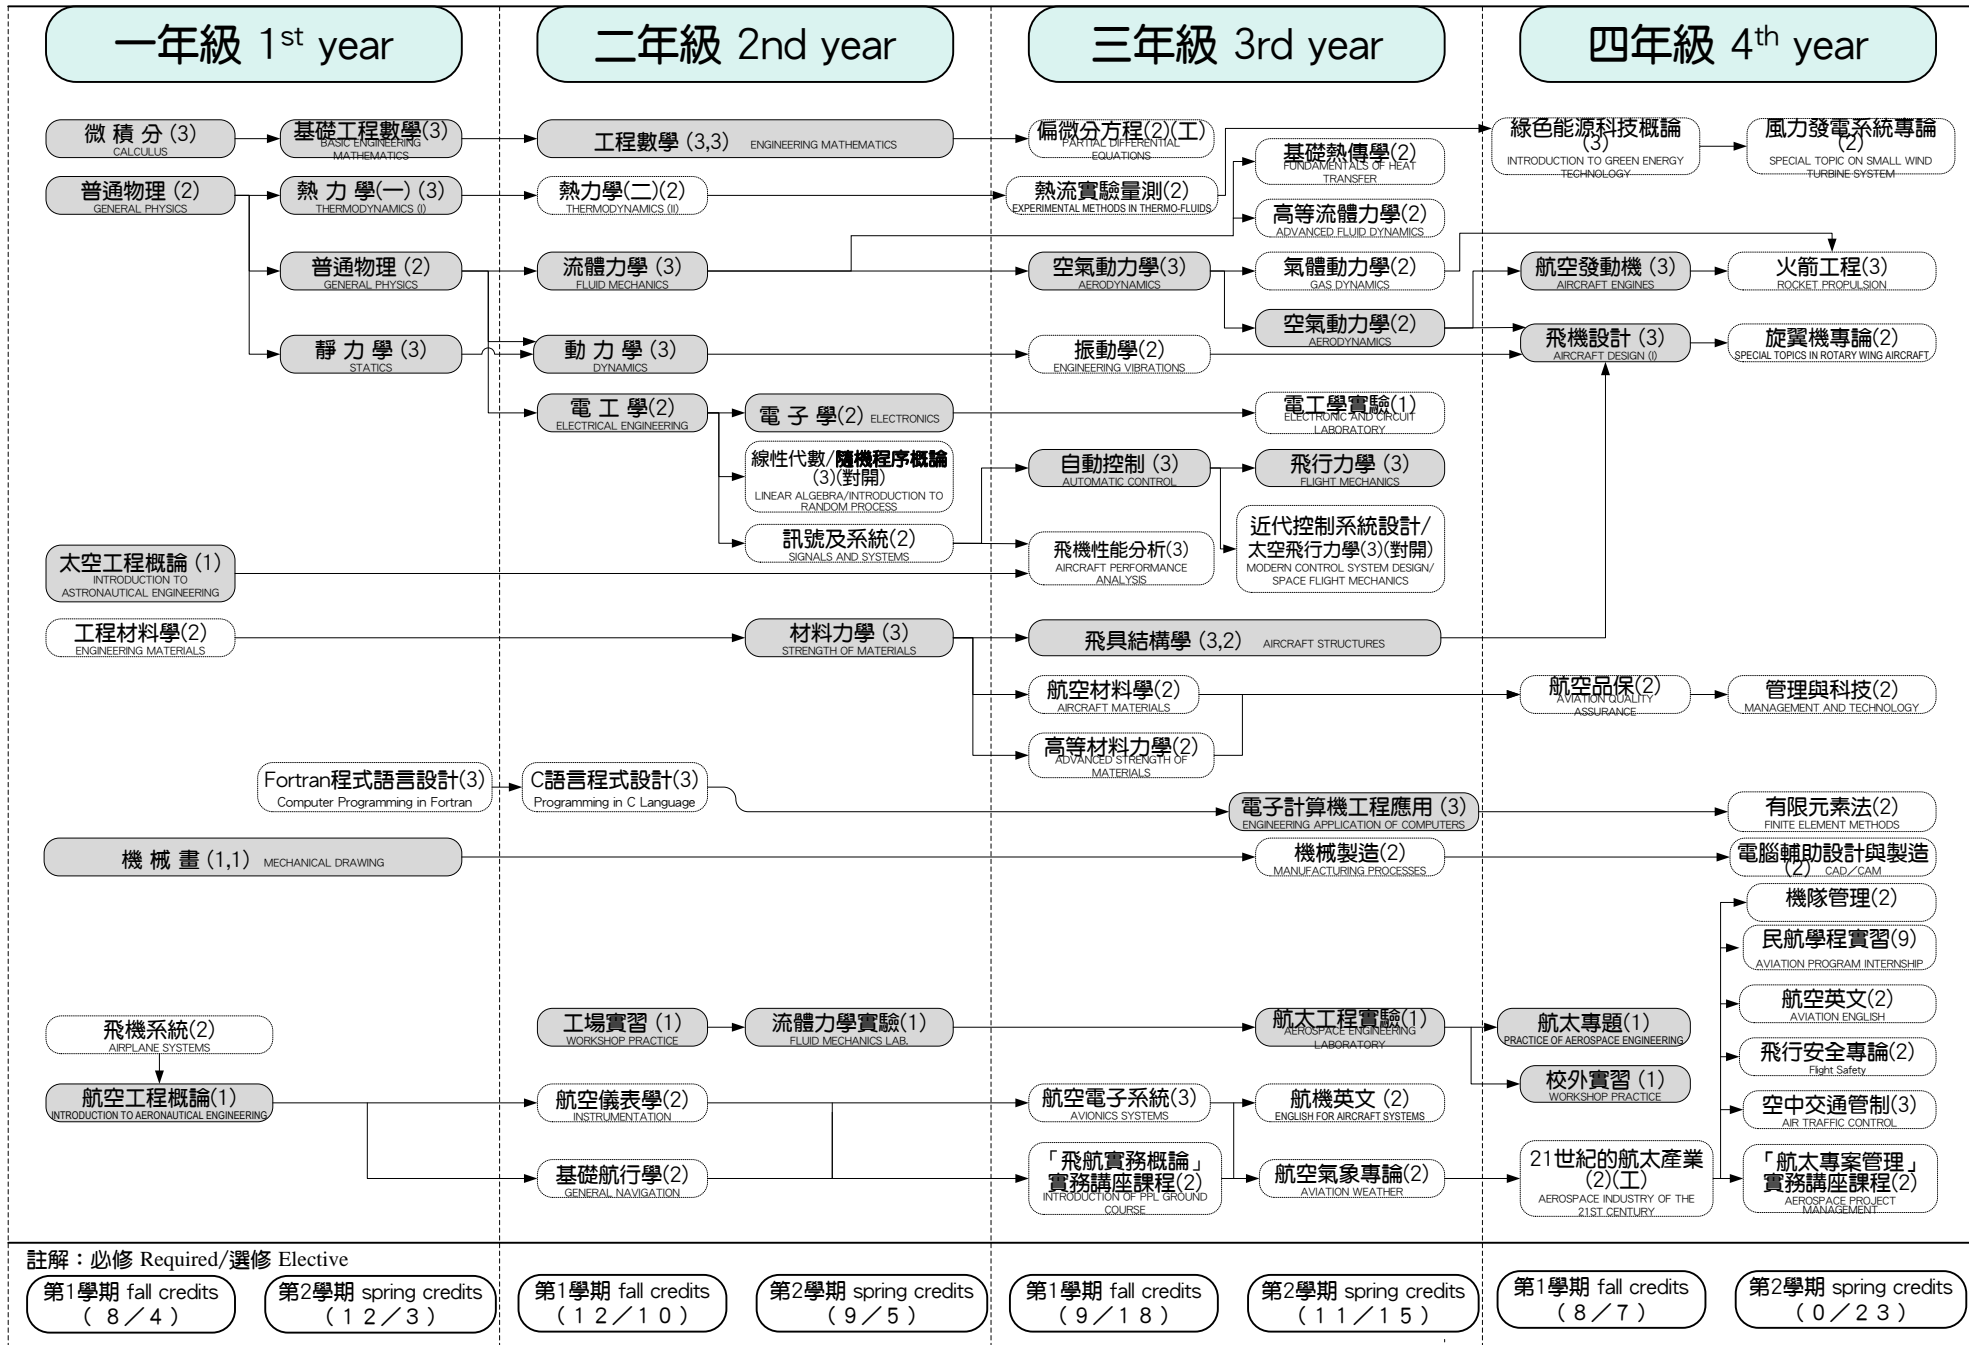 一年級 1st year
二年級 2nd year
三年級 3rd year
四年級 4th year
微 積 分 (3)
CALCULUS
基礎工程數學(3)
BASIC ENGINEERING
MATHEMATICS
工程數學 (3,3) ENGINEERING MATHEMATICS
偏微分方程(2)(工)
PARTIAL DIFFERENTIAL
EQUATIONS
基礎熱傳學(2)
FUNDAMENTALS OF HEAT
TRANSFER
綠色能源科技概論
(3)
INTRODUCTION TO GREEN ENERGY
TECHNOLOGY
風力發電系統專論
(2)
SPECIAL TOPIC ON SMALL WIND
TURBINE SYSTEM
普通物理 (2)
GENERAL PHYSICS
熱 力 學(一) (3)
THERMODYNAMICS (I)
熱力學(二)(2)
THERMODYNAMICS (II)
熱流實驗量測(2)
EXPERIMENTAL METHODS IN THERMO-FLUIDS
高等流體力學(2)
ADVANCED FLUID DYNAMICS
普通物理 (2)
GENERAL PHYSICS
流體力學 (3)
FLUID MECHANICS
空氣動力學(3)
AERODYNAMICS
氣體動力學(2)
GAS DYNAMICS
航空發動機 (3)
AIRCRAFT ENGINES
火箭工程(3)
ROCKET PROPULSION
空氣動力學(2)
AERODYNAMICS
靜 力 學 (3)
STATICS
動 力 學 (3)
DYNAMICS
振動學(2)
ENGINEERING VIBRATIONS
飛機設計 (3)
AIRCRAFT DESIGN (I)
旋翼機專論(2)
SPECIAL TOPICS IN ROTARY WING AIRCRAFT
電 工 學(2)
ELECTRICAL ENGINEERING
電 子 學(2) ELECTRONICS
電工學實驗(1)
ELECTRONIC AND CIRCUIT
LABORATORY
線性代數/隨機程序概論
(3)(對開)
LINEAR ALGEBRA/INTRODUCTION TO
RANDOM PROCESS
自動控制 (3)
AUTOMATIC CONTROL
飛行力學 (3)
FLIGHT MECHANICS
訊號及系統(2)
SIGNALS AND SYSTEMS
飛機性能分析(3)
AIRCRAFT PERFORMANCE
ANALYSIS
近代控制系統設計/
太空飛行力學(3)(對開)
MODERN CONTROL SYSTEM DESIGN/
SPACE FLIGHT MECHANICS
太空工程概論 (1)
INTRODUCTION TO
ASTRONAUTICAL ENGINEERING
工程材料學(2)
ENGINEERING MATERIALS
材料力學 (3)
STRENGTH OF MATERIALS
飛具結構學 (3,2) AIRCRAFT STRUCTURES
航空材料學(2)
AIRCRAFT MATERIALS
航空品保(2)
AVIATION QUALITY
ASSURANCE
管理與科技(2)
MANAGEMENT AND TECHNOLOGY
高等材料力學(2)
ADVANCED STRENGTH OF
MATERIALS
Fortran程式語言設計(3)
Computer Programming in Fortran
C語言程式設計(3)
Programming in C Language
電子計算機工程應用 (3)
ENGINEERING APPLICATION OF COMPUTERS
有限元素法(2)
FINITE ELEMENT METHODS
機 械 畫 (1,1) MECHANICAL DRAWING
機械製造(2)
MANUFACTURING PROCESSES
電腦輔助設計與製造
(2) CAD／CAM
機隊管理(2)
民航學程實習(9)
AVIATION PROGRAM INTERNSHIP
航空英文(2)
AVIATION ENGLISH
飛機系統(2)
AIRPLANE SYSTEMS
工場實習 (1)
WORKSHOP PRACTICE
流體力學實驗(1)
FLUID MECHANICS LAB.
航太工程實驗(1)
AEROSPACE ENGINEERING
LABORATORY
航太專題(1)
PRACTICE OF AEROSPACE ENGINEERING
飛行安全專論(2)
Flight Safety
校外實習 (1)
WORKSHOP PRACTICE
航空工程概論(1)
INTRODUCTION TO AERONAUTICAL ENGINEERING
航空儀表學(2)
INSTRUMENTATION
航空電子系統(3)
AVIONICS SYSTEMS
航機英文 (2)
ENGLISH FOR AIRCRAFT SYSTEMS
空中交通管制(3)
AIR TRAFFIC CONTROL
基礎航行學(2)
GENERAL NAVIGATION
「飛航實務概論」
實務講座課程(2)
INTRODUCTION OF PPL GROUND
COURSE
航空氣象專論(2)
AVIATION WEATHER
21世紀的航太產業
(2)(工)
AEROSPACE INDUSTRY OF THE
21ST CENTURY
「航太專案管理」
實務講座課程(2)
AEROSPACE PROJECT
MANAGEMENT
註解：必修 Required/選修 Elective
第1學期 fall credits
( 8／4 )
第2學期 spring credits
( 12／3 )
第1學期 fall credits
( 12／10 )
第2學期 spring credits
( 9／5 )
第1學期 fall credits
( 9／18 )
第2學期 spring credits
( 11／15 )
第1學期 fall credits
( 8／7 )
第2學期 spring credits
( 0／23 )